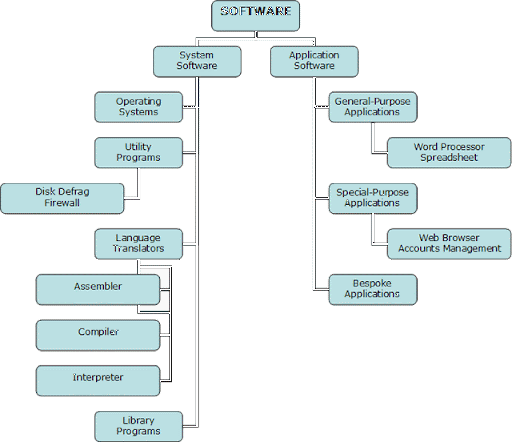 SOFTWARE
System
Software
Operating
Systems
Utility
Programs
Disk Defrag
Firewall
Language
Translators
Assembler
Compiler
Interpreter
Library
Programs
Application
Software
General-Purpose
Applications
Word Processor
Spreadsheet
Special-Purpose
Applications
Web Browser
Accounts Management
Bespoke
Applications